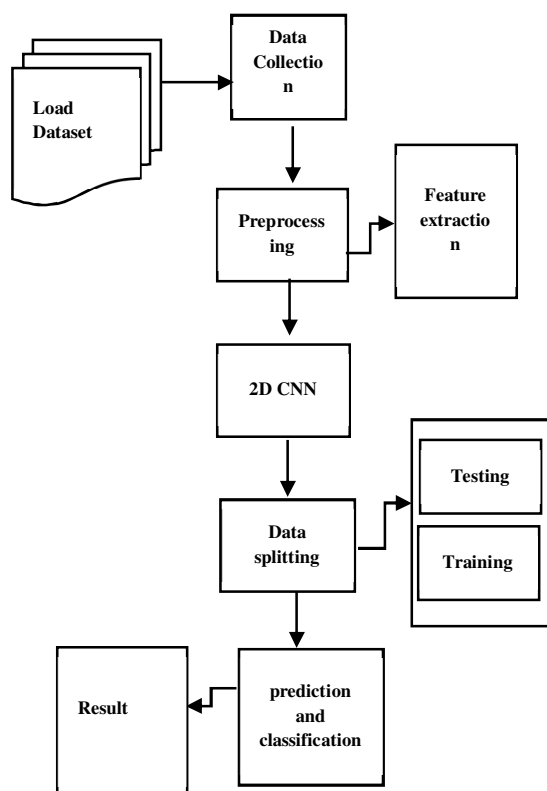 Data
Collectio
n
Load
Dataset
Preprocess
ing
Feature
extractio
n
2D CNN
Data
splitting
Testing
Training
prediction
and
classification
Result